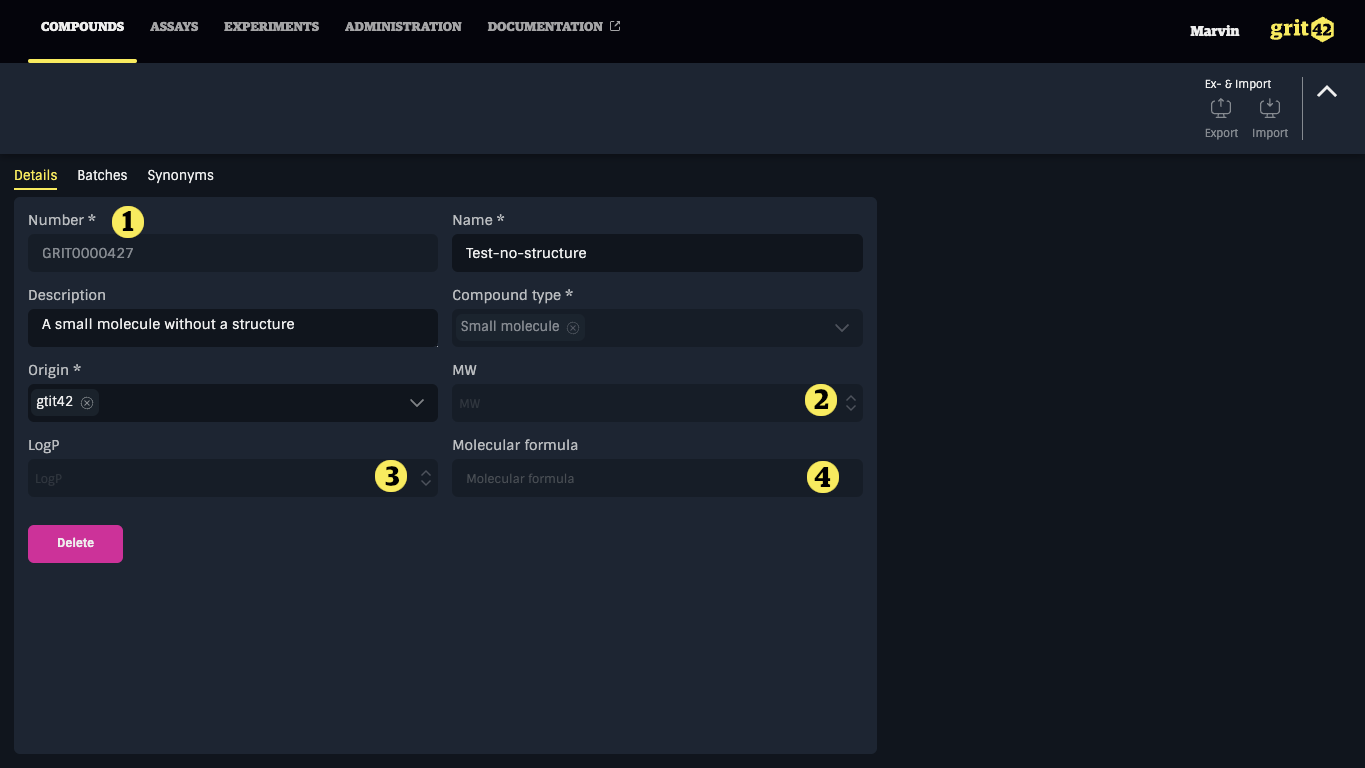 COMPOUNDS ASSAYS EXPERIMENTS ADMINISTRATION DOCUMENTATION Marvin grit42
Ex- & Import
Export Import
Details Batches Synonyms
Number * 1 Name *
GRIT0000427 Test-no-structure
Description Compound type *
A small molecule without a structure Small molecule
Origin * MW
gtit42 MW 2
LogP Molecular formula
LogP 3 Molecular formula 4
Delete